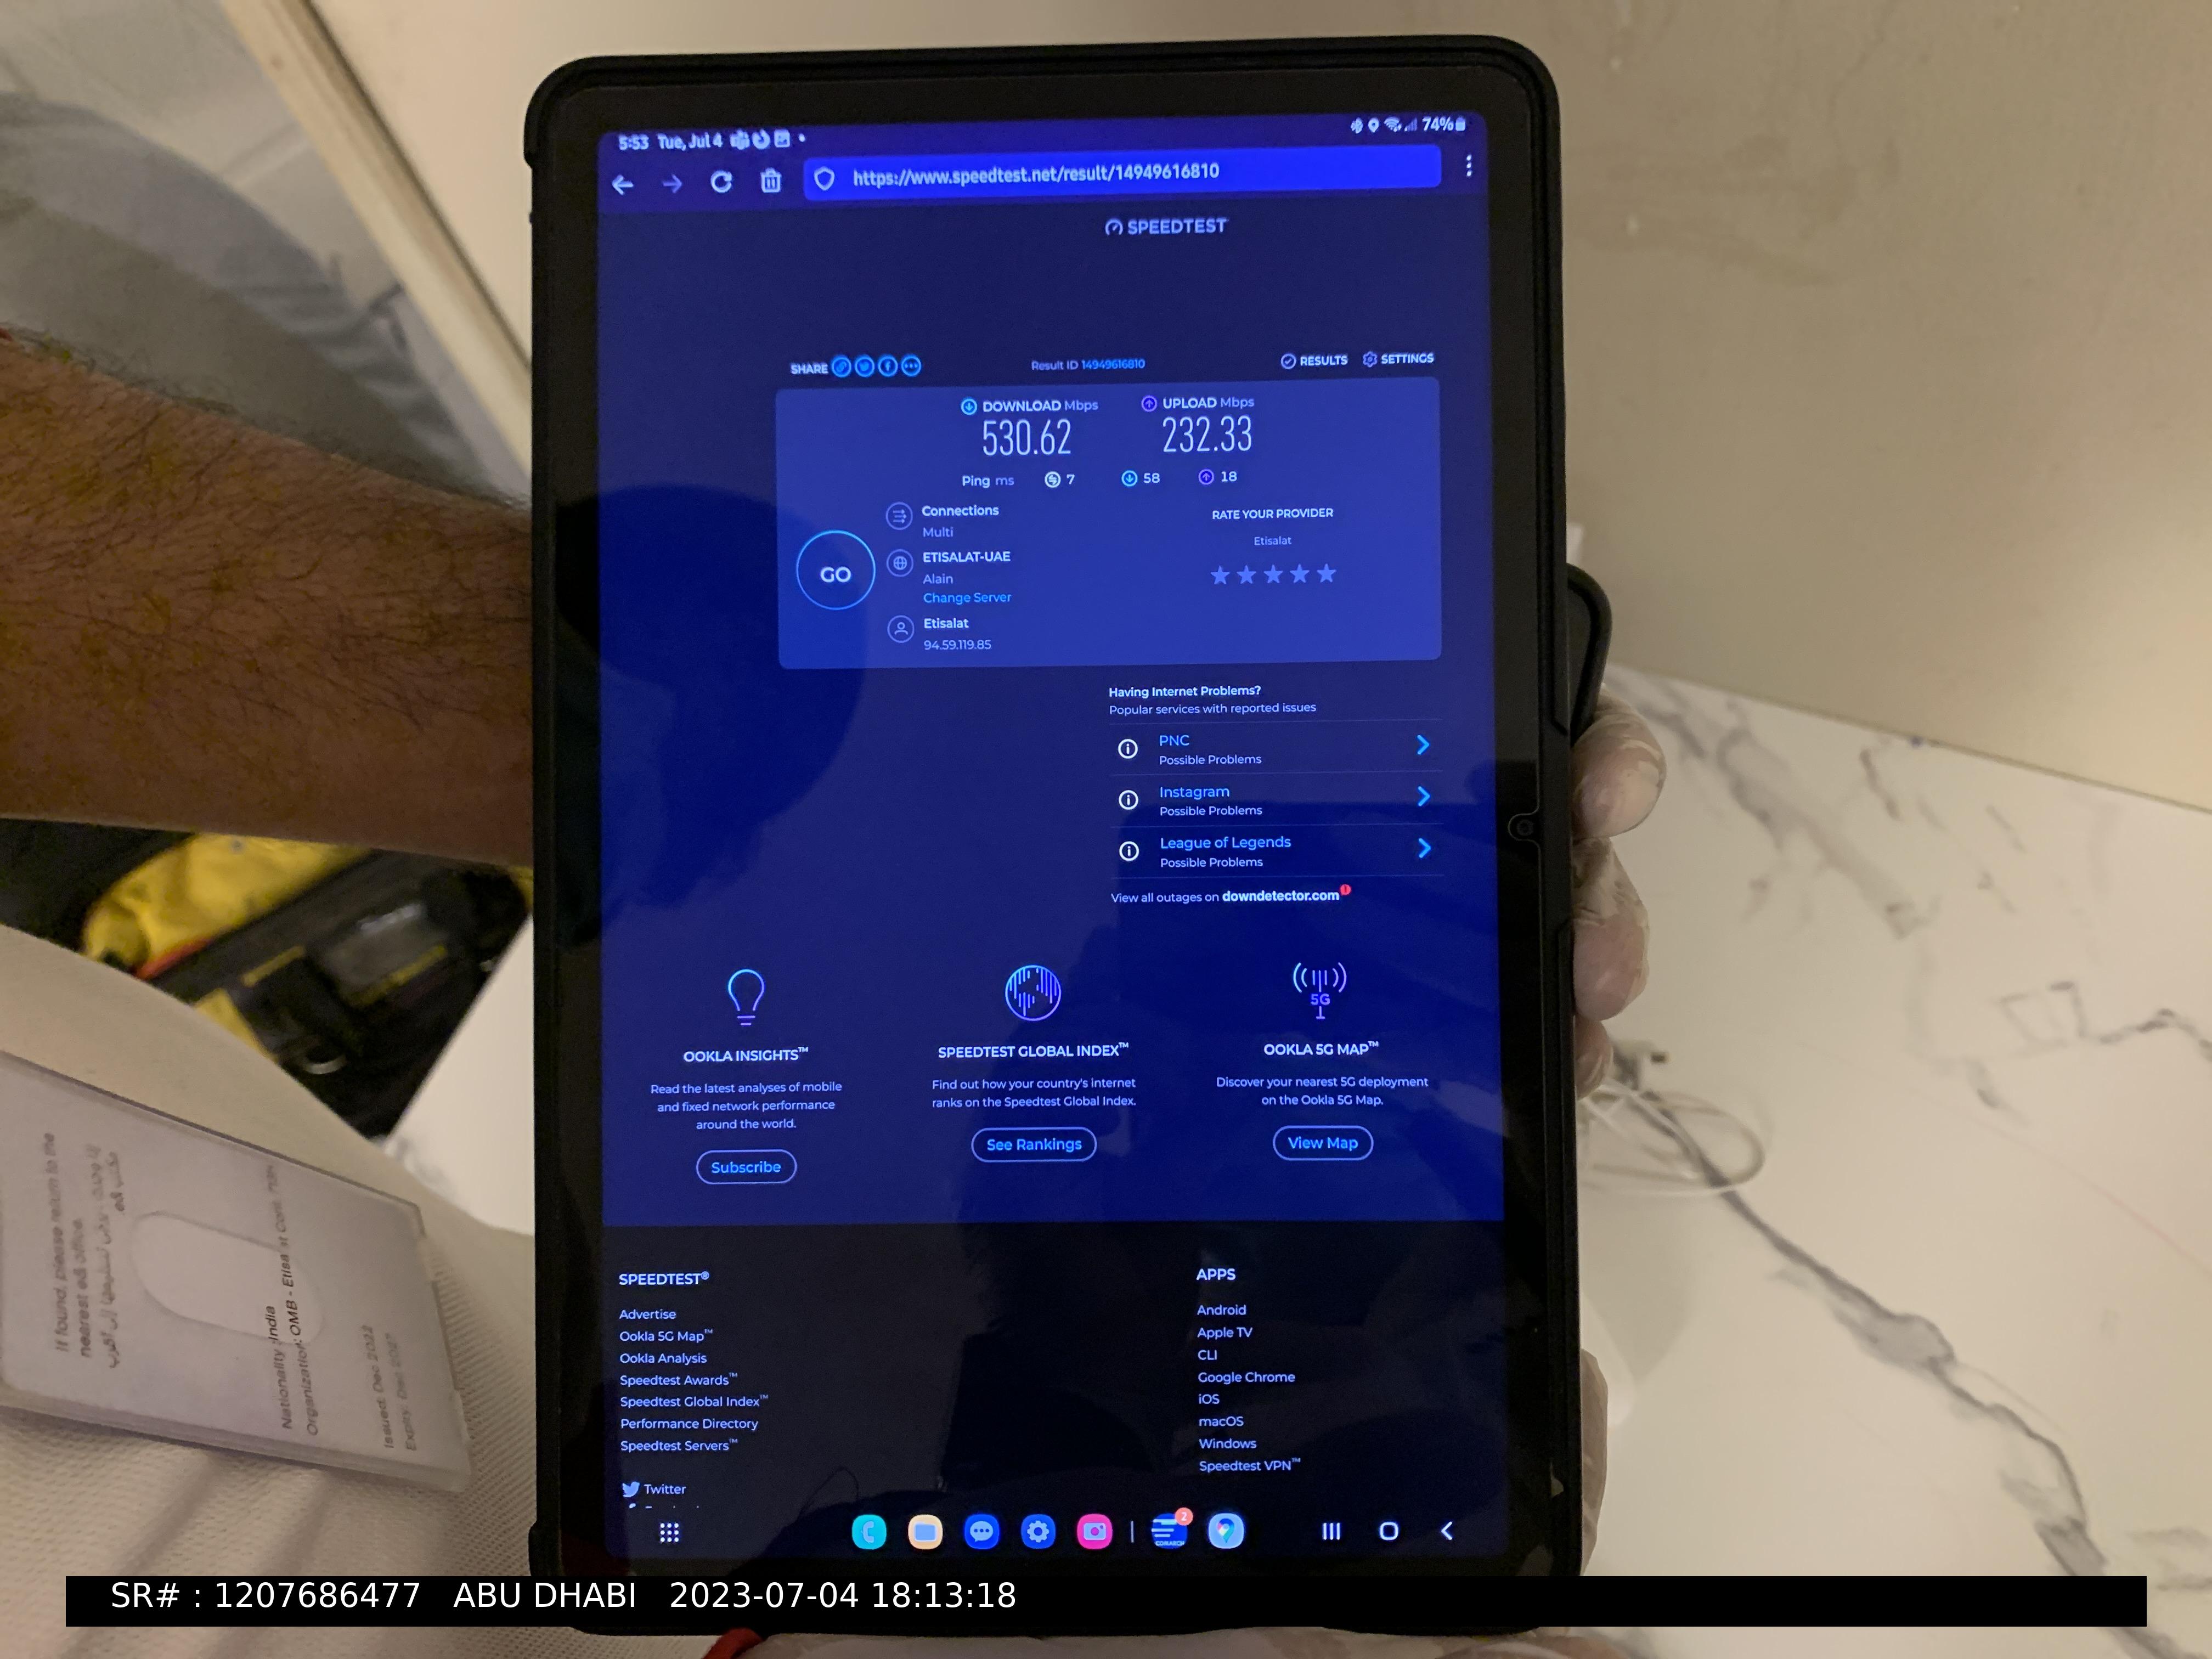 5:53 Tue, Jul 4
74%
https://www.speedtest.net/result/14949616810
SPEEDTEST
SHARE
Result ID 14949616810
RESULTS SETTINGS
DOWNLOAD Mbps
530.62
UPLOAD Mbps
232.33
Ping ms 7 58 18
GO
Connections
Multi
ETISALAT-UAE
Alain
Change Server
Etisalat
94.59.119.85
RATE YOUR PROVIDER
Etisalat
Having Internet Problems?
Popular services with reported issues
PNC
Possible Problems
Instagram
Possible Problems
League of Legends
Possible Problems
View all outages on downdetector.com
OOKLA INSIGHTS™
Read the latest analyses of mobile
and fixed network performance
around the world.
Subscribe
SPEEDTEST GLOBAL INDEX™
Find out how your country's internet
ranks on the Speedtest Global Index.
See Rankings
5G
OOKLA 5G MAP™
Discover your nearest 5G deployment
on the Ookla 5G Map.
View Map
SPEEDTEST®
Advertise
Ookla 5G Map™
Ookla Analysis
Speedtest Awards™
Speedtest Global Index™
Performance Directory
Speedtest Servers™
Twitter
APPS
Android
Apple TV
CLI
Google Chrome
iOS
macOS
Windows
Speedtest VPN™
2
COMARCH
If found, please return to the
nearest e& office.
Nationality: India
Organization: OMB - Etisalat
Issued: Dec 2022
Expiry: Dec
SR# : 1207686477 ABU DHABI 2023-07-04 18:13:18